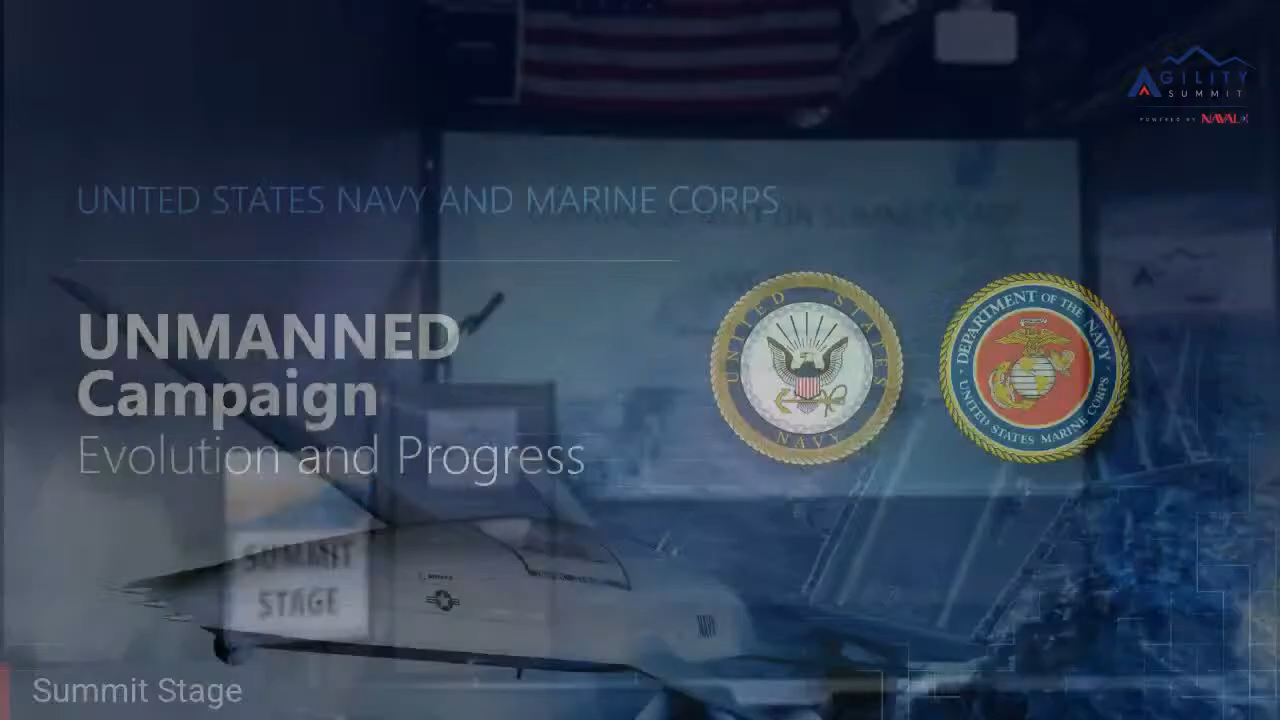 AGILITY
SUMMIT
POWERED BY NAVALX
UNITED STATES NAVY AND MARINE CORPS
UNMANNED
Campaign
Evolution and Progress
UNITED STATES
NAVY
DEPARTMENT OF THE NAVY
UNITED STATES MARINE CORPS
SUMMIT
STAGE
NAVY
Summit Stage